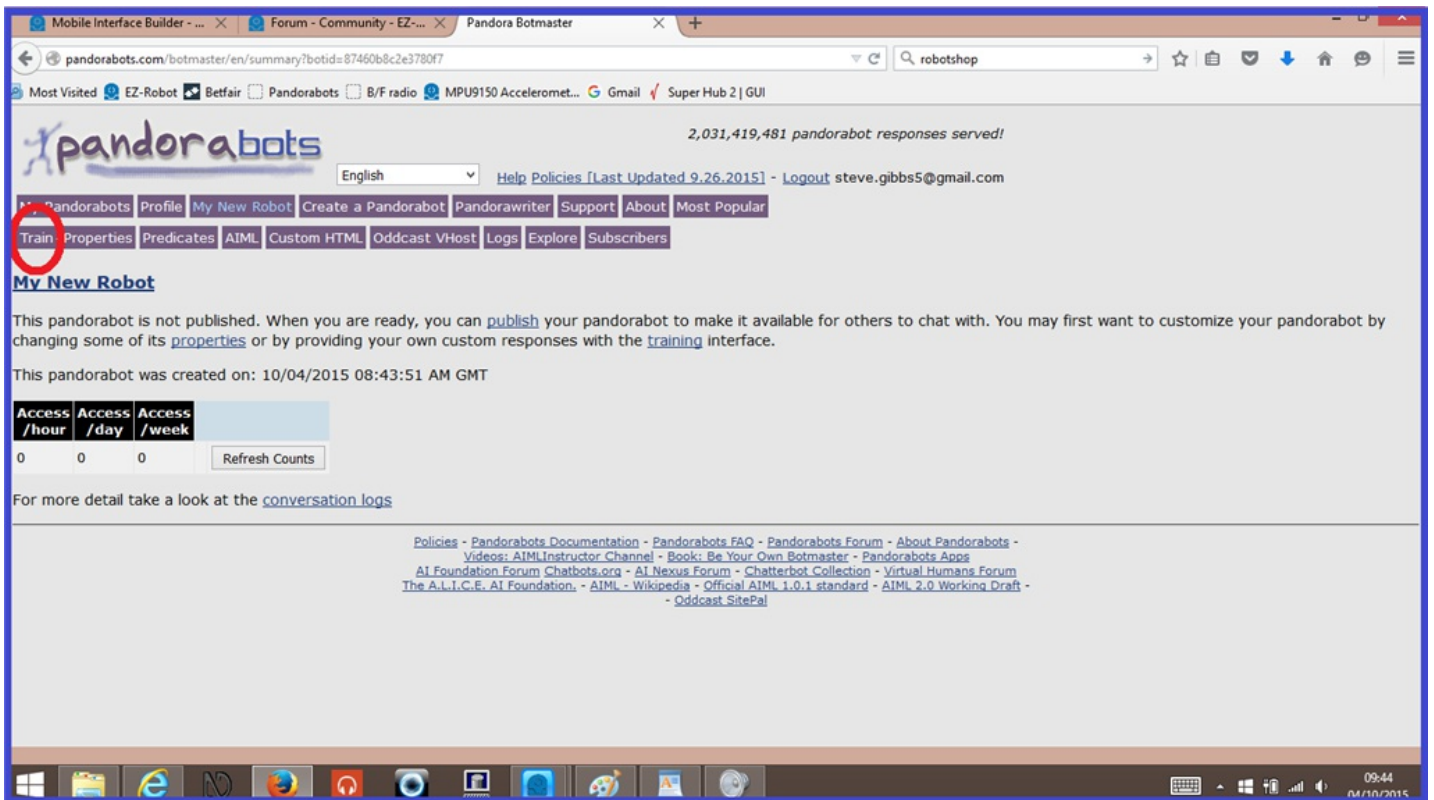 Mobile Interface Builder - ...
Forum - Community - EZ-...
Pandora Botmaster
pandorabots.com/botmaster/en/summary?botid=87460b8c2e3780f7
robotshop
Most Visited EZ-Robot Betfair Pandorabots B/F radio MPU9150 Acceleromet... Gmail Super Hub 2 | GUI
pandorabots
2,031,419,481 pandorabot responses served!
English Help Policies [Last Updated 9.26.2015] - Logout steve.gibbs5@gmail.com
My Pandorabots Profile My New Robot Create a Pandorabot Pandorawriter Support About Most Popular
Train Properties Predicates AIML Custom HTML Oddcast VHost Logs Explore Subscribers
My New Robot
This pandorabot is not published. When you are ready, you can publish your pandorabot to make it available for others to chat with. You may first want to customize your pandorabot by
changing some of its properties or by providing your own custom responses with the training interface.
This pandorabot was created on: 10/04/2015 08:43:51 AM GMT
Access Access Access
/hour /day /week
0 0 0 Refresh Counts
For more detail take a look at the conversation logs
Policies - Pandorabots Documentation - Pandorabots FAQ - Pandorabots Forum - About Pandorabots -
Videos: AIMLInstructor Channel - Book: Be Your Own Botmaster - Pandorabots Apps
AI Foundation Forum Chatbots.org - AI Nexus Forum - Chatterbot Collection - Virtual Humans Forum
The A.L.I.C.E. AI Foundation. - AIML - Wikipedia - Official AIML 1.0.1 standard - AIML 2.0 Working Draft -
- Oddcast SitePal
09:44
04/10/2015